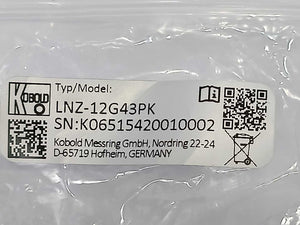 KOBOLD
Typ/Model:
LNZ-12G43PK
SN:K06515420010002
Kobold Messring GmbH, Nordring 22-24
D-65719 Hofheim, GERMANY